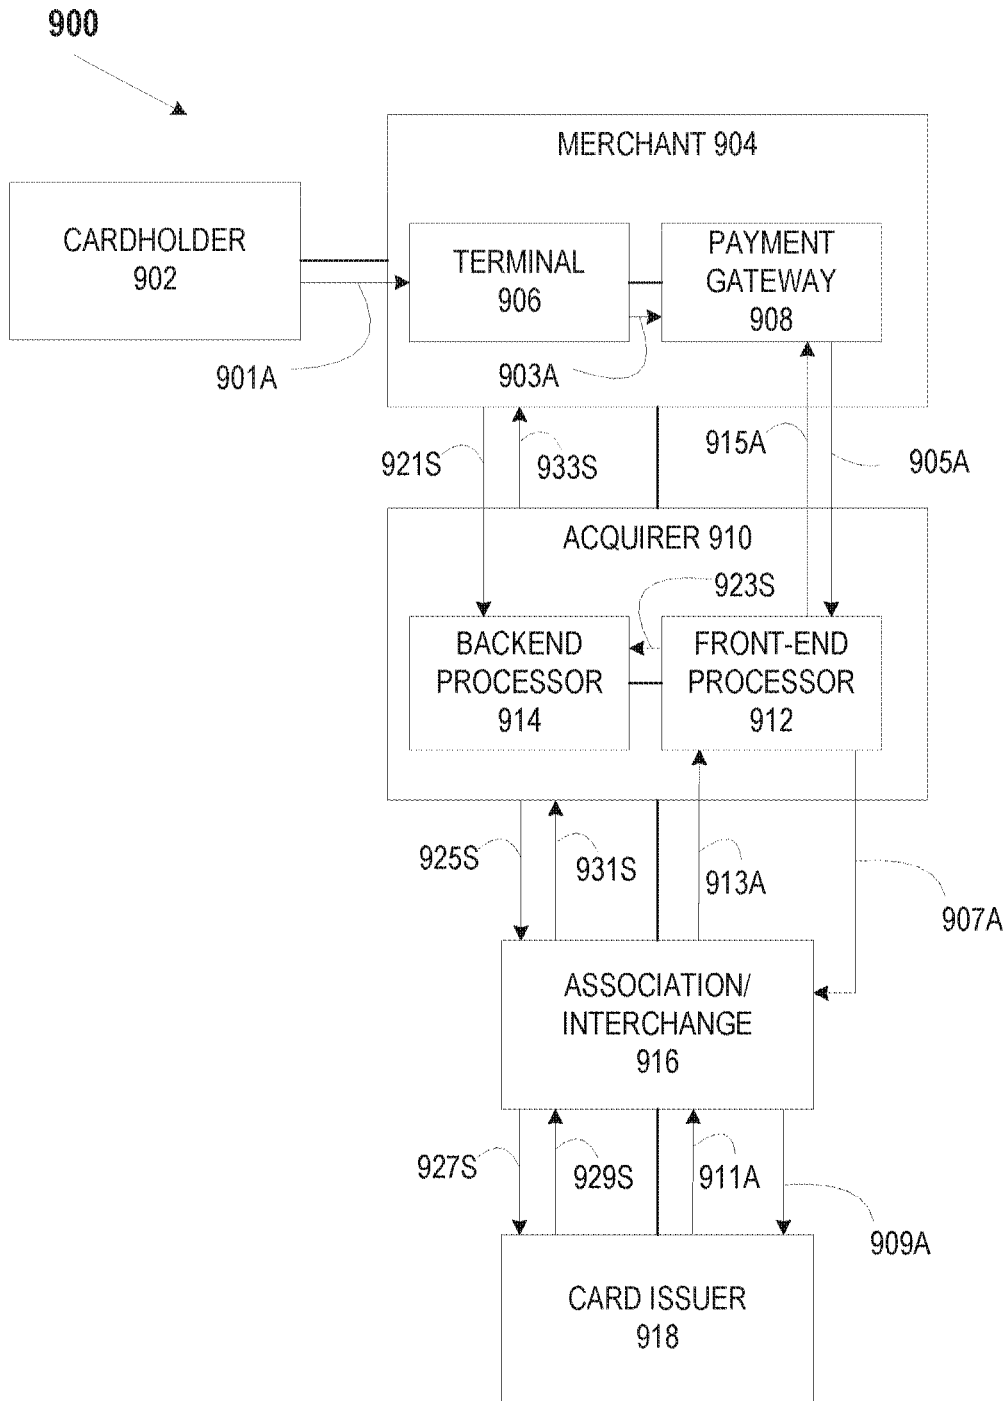 900
MERCHANT 904
CARDHOLDER
902
TERMINAL
906
PAYMENT
GATEWAY
908
901A
903A
921S
933S
915A
905A
ACQUIRER 910
923S
BACKEND
PROCESSOR
914
FRONT-END
PROCESSOR
912
925S
931S
913A
907A
ASSOCIATION/
INTERCHANGE
916
927S
929S
911A
909A
CARD ISSUER
918